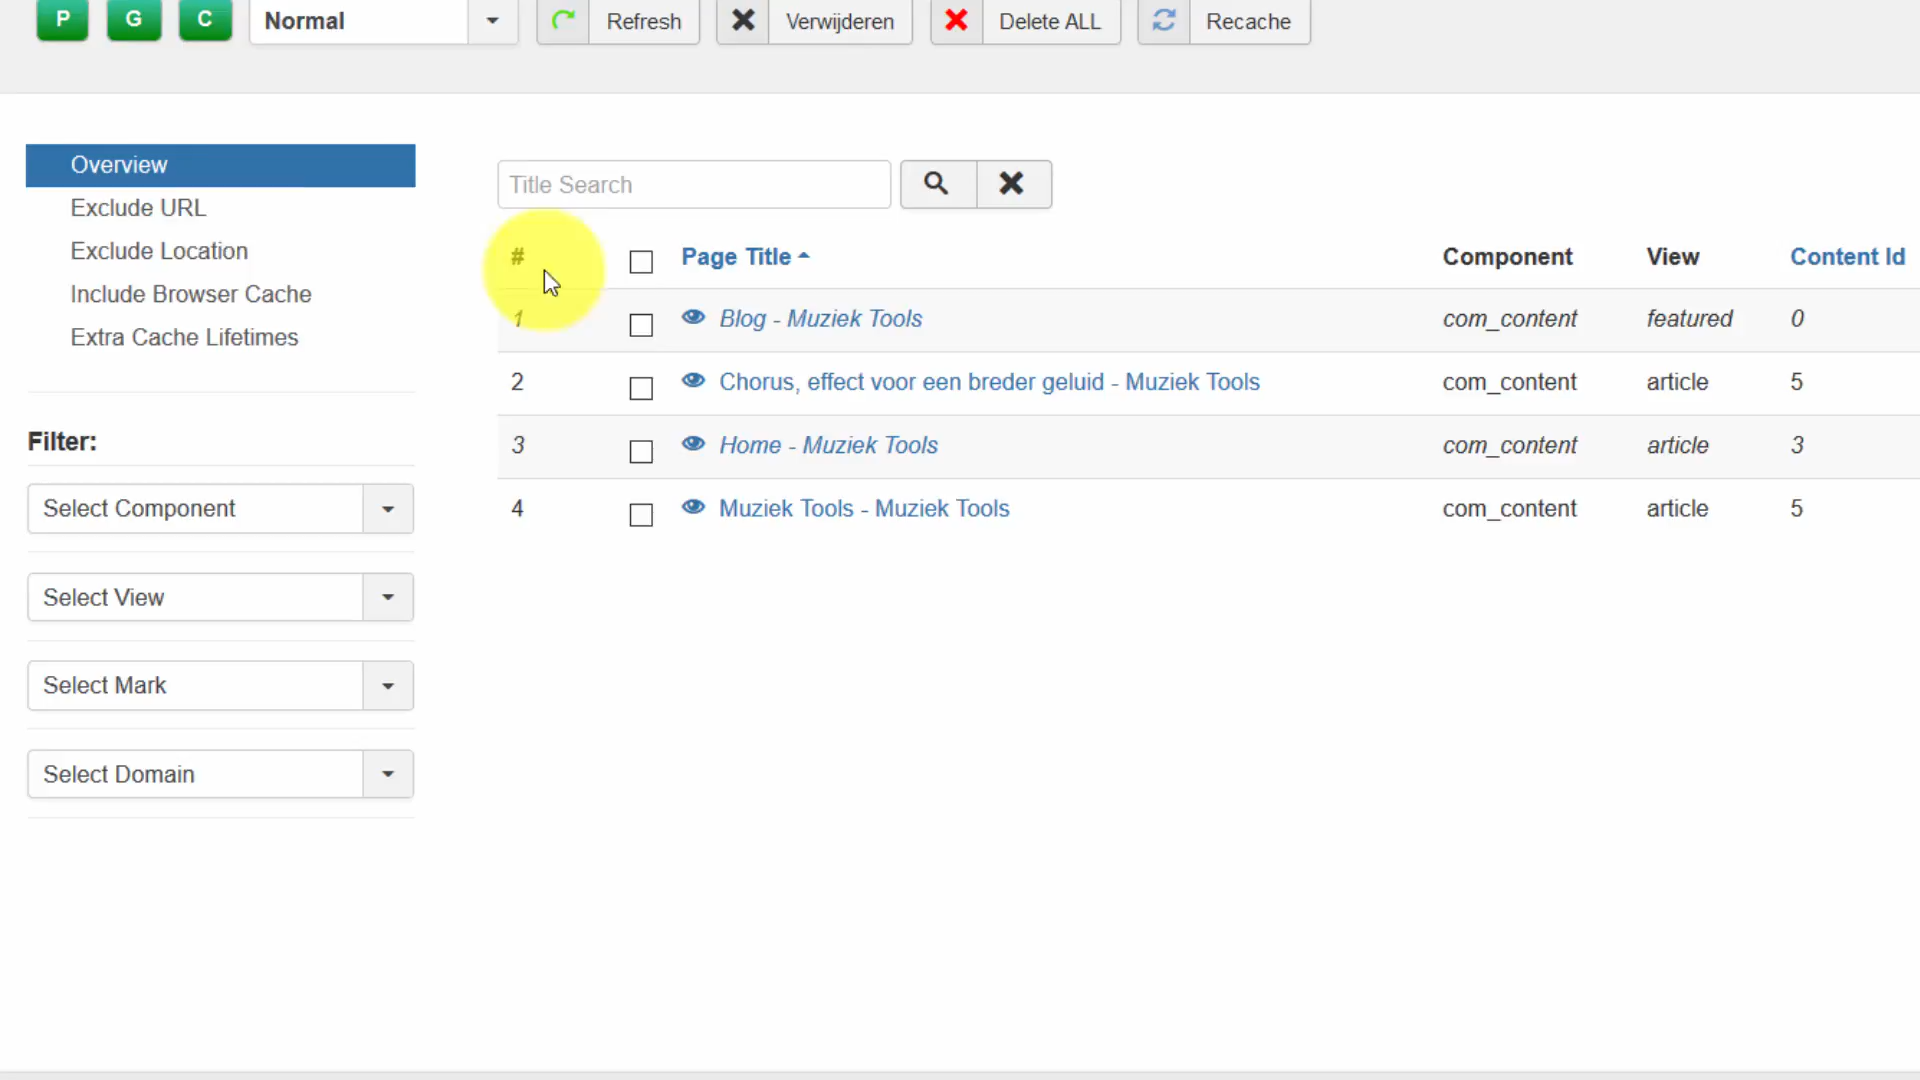 P G C Normal Refresh Verwijderen Delete ALL Recache
Overview
Exclude URL
Exclude Location
Include Browser Cache
Extra Cache Lifetimes
Filter:
Select Component
Select View
Select Mark
Select Domain
Title Search
# Page Title Component View Content Id
1 Blog - Muziek Tools com_content featured 0
2 Chorus, effect voor een breder geluid - Muziek Tools com_content article 5
3 Home - Muziek Tools com_content article 3
4 Muziek Tools - Muziek Tools com_content article 5